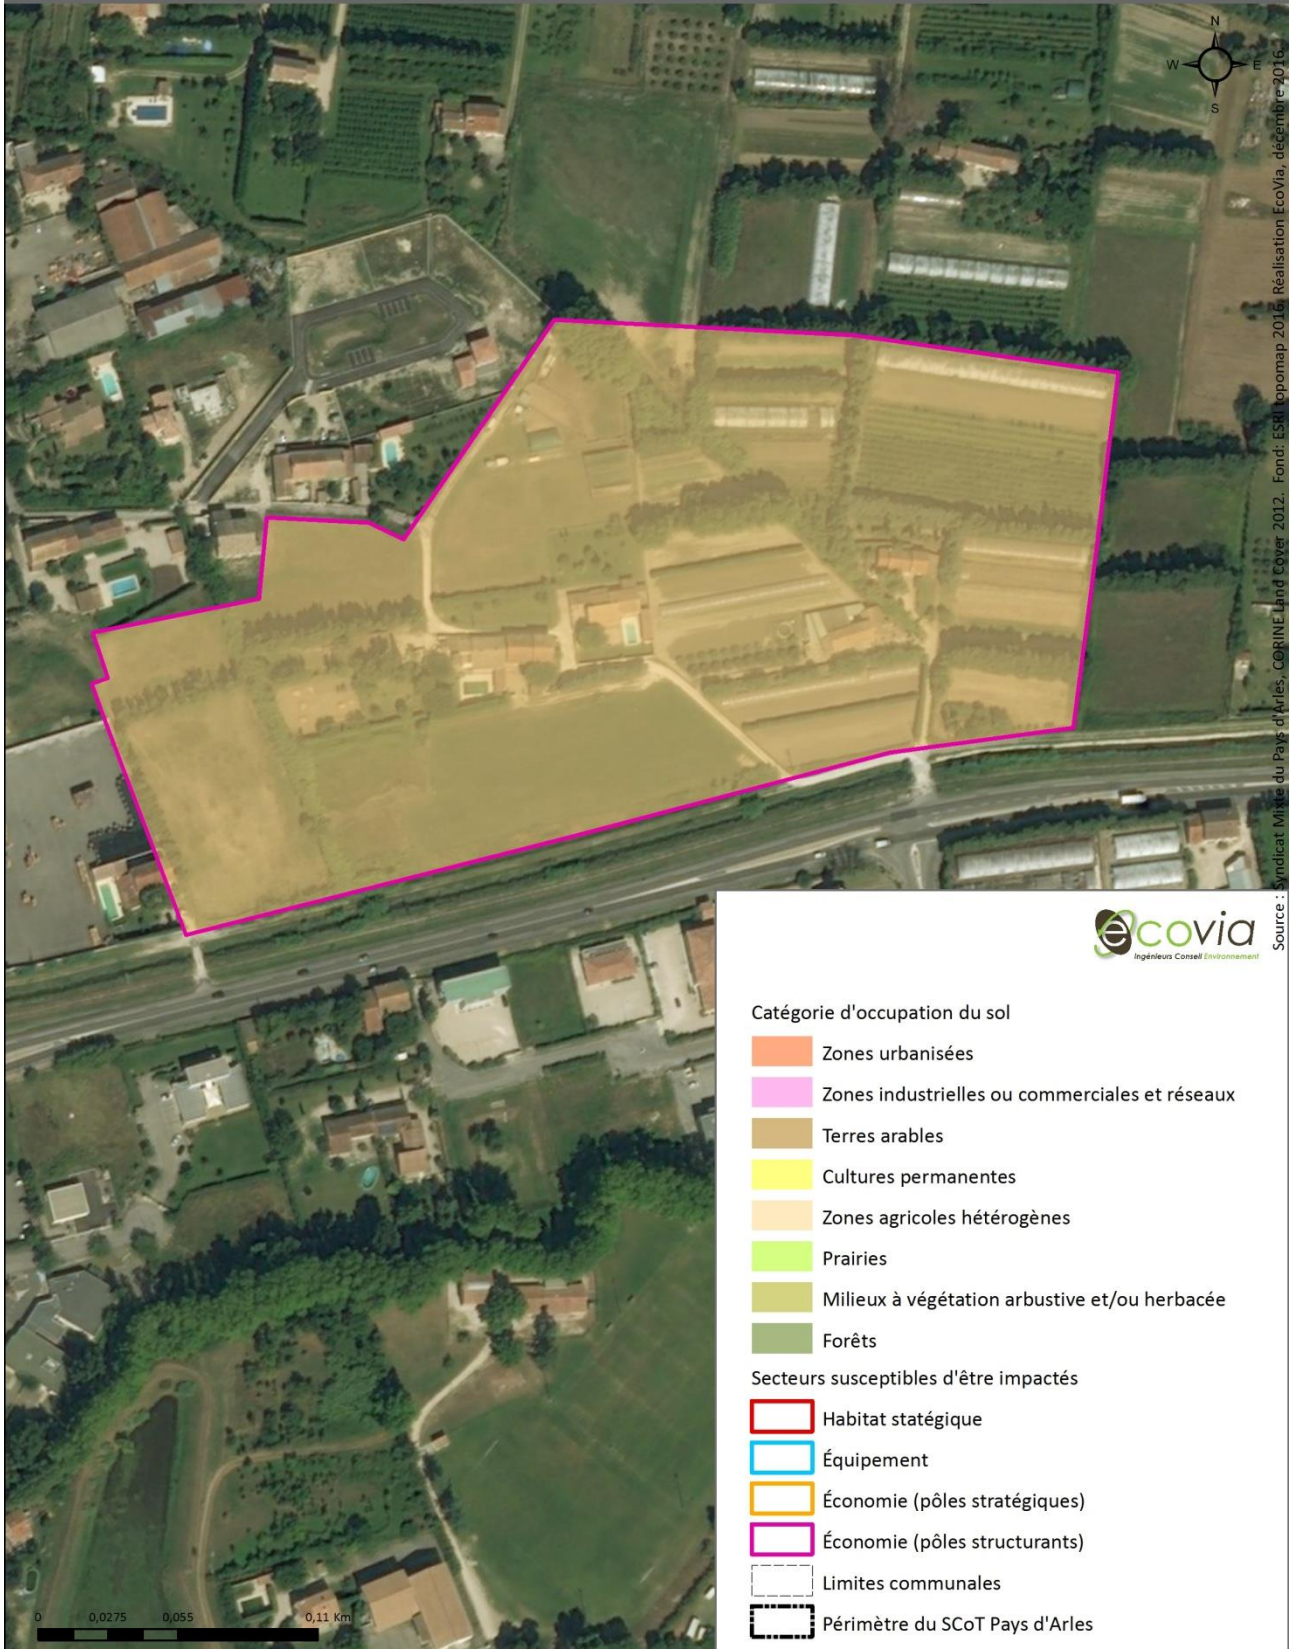 N
W E
S
Source : Syndicat Mixte du Pays d'Arles, CORINE Land Cover 2012. Fond: ESRI topomap 2016. Réalisation EcoVia, décembre 2016.
ecovia
Ingénieurs Conseil Environnement
Catégorie d'occupation du sol
Zones urbanisées
Zones industrielles ou commerciales et réseaux
Terres arables
Cultures permanentes
Zones agricoles hétérogènes
Prairies
Milieux à végétation arbustive et/ou herbacée
Forêts
Secteurs susceptibles d'être impactés
Habitat statégique
Équipement
Économie (pôles stratégiques)
Économie (pôles structurants)
Limites communales
Périmètre du SCoT Pays d'Arles
0 0,0275 0,055 0,11 Km